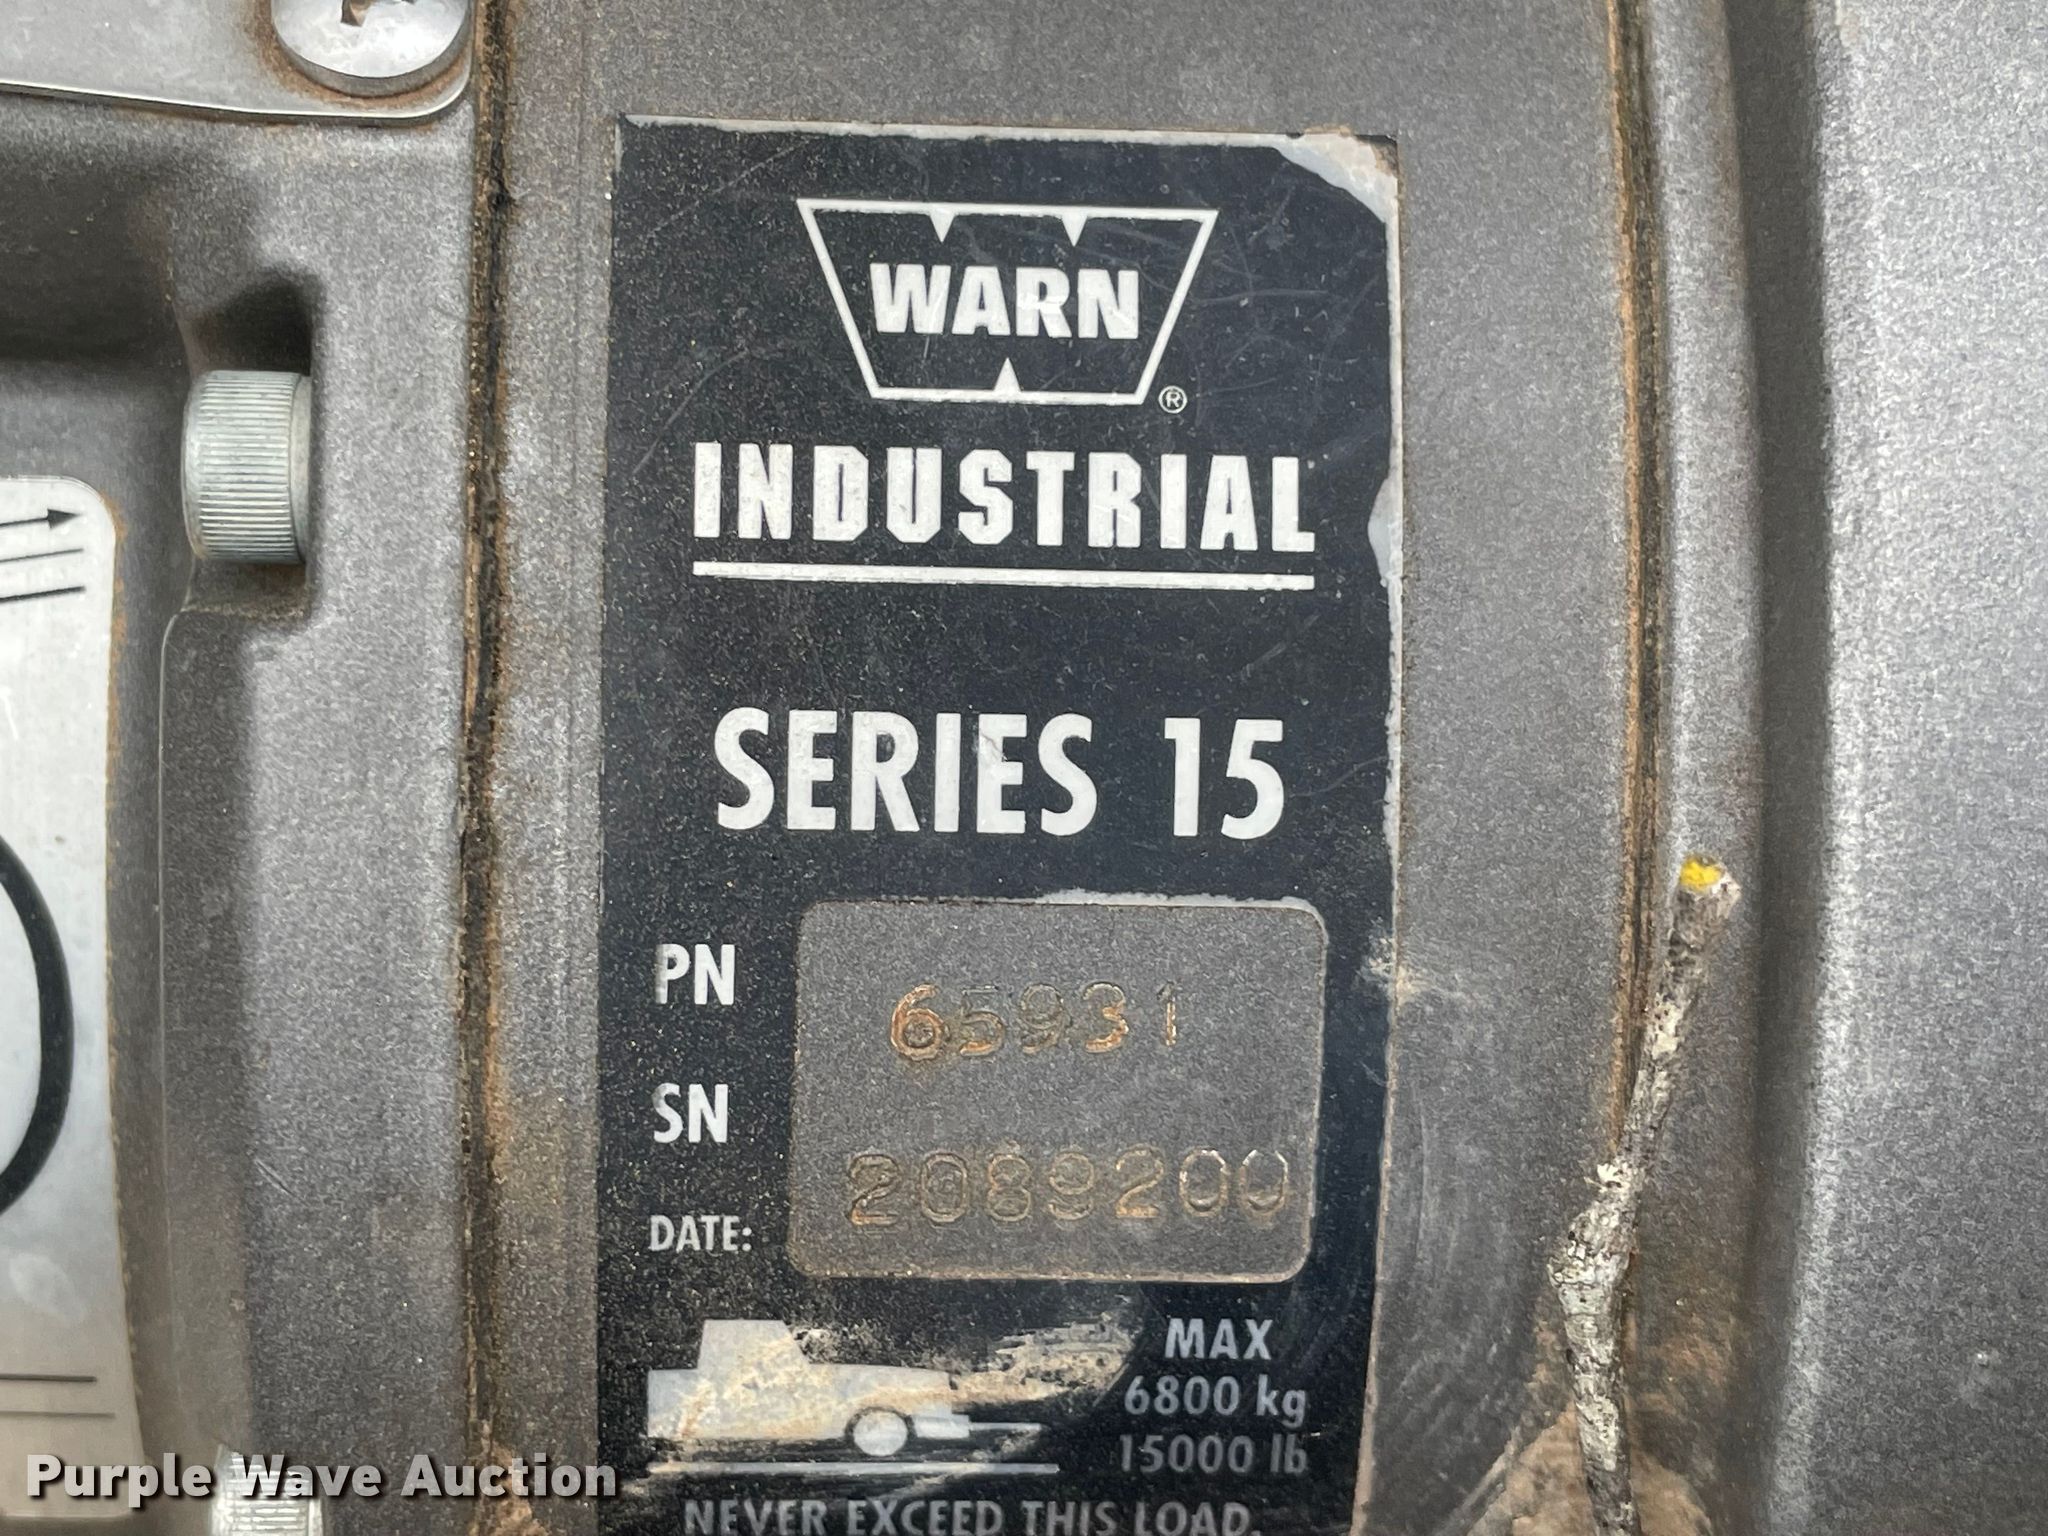 WARN
®
INDUSTRIAL
SERIES 15
PN 65931
SN 2089200
DATE:
MAX
6800 kg
15000 lb
NEVER EXCEED THIS LOAD.
Purple Wave Auction